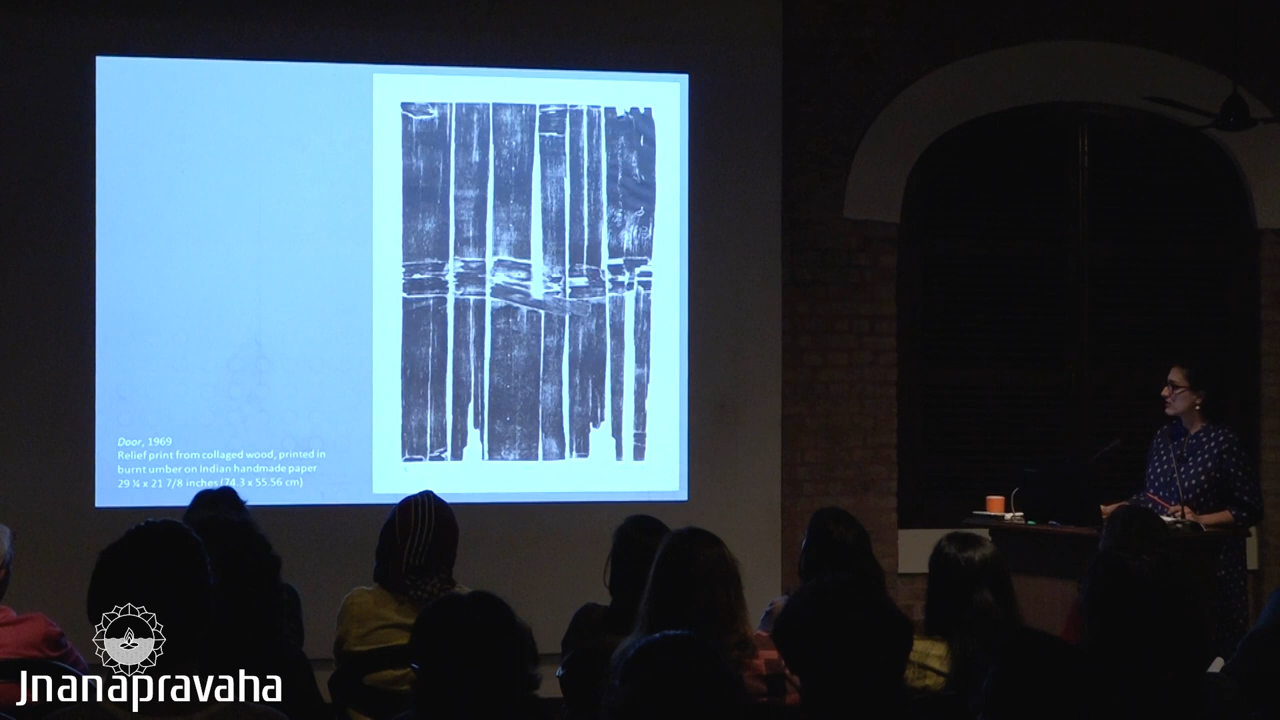 Door, 1969
Relief print from collaged wood, printed in
burnt umber on Indian handmade paper
29 ¼ x 21 7/8 inches (74.3 x 55.56 cm)
Jnanapravaha